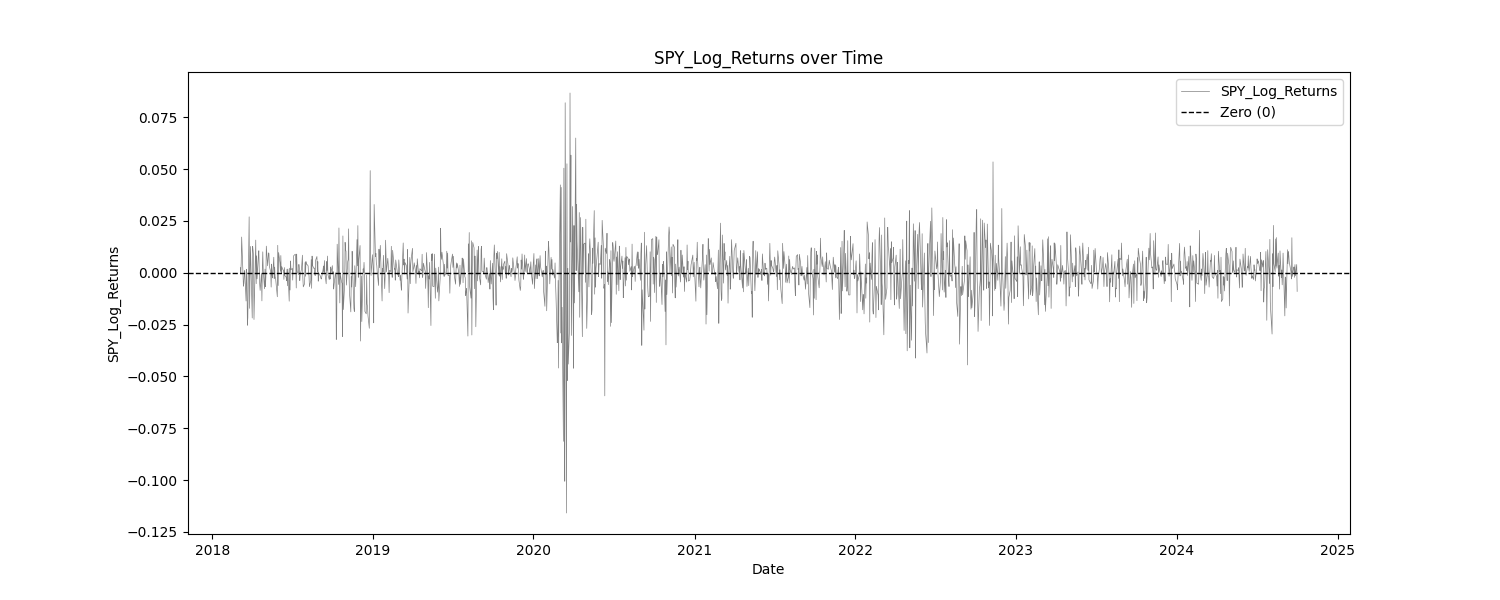 SPY_Log_Returns over Time
SPY_Log_Returns
Zero (0)
SPY_Log_Returns
0.075
0.050
0.025
0.000
−0.025
−0.050
−0.075
−0.100
−0.125
2018 2019 2020 2021 2022 2023 2024 2025
Date